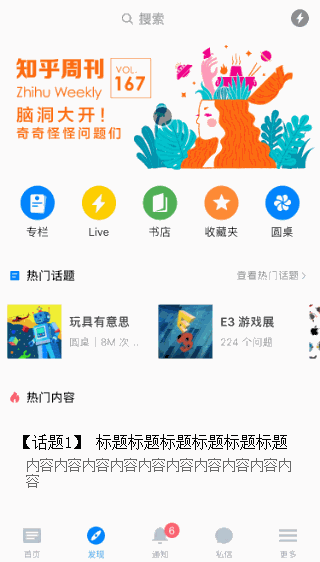 搜索
知乎周刊
VOL.
167
Zhihu Weekly
脑洞大开！
奇奇怪怪问题们
专栏
Live
书店
收藏夹
圆桌
热门话题
查看热门话题
玩具有意思
圆桌｜8M 次 ..
E3 游戏展
224 个问题
热门内容
【话题1】 标题标题标题标题标题标题
内容内容内容内容内容内容内容内容内容内
容
6
首页
发现
通知
私信
更多